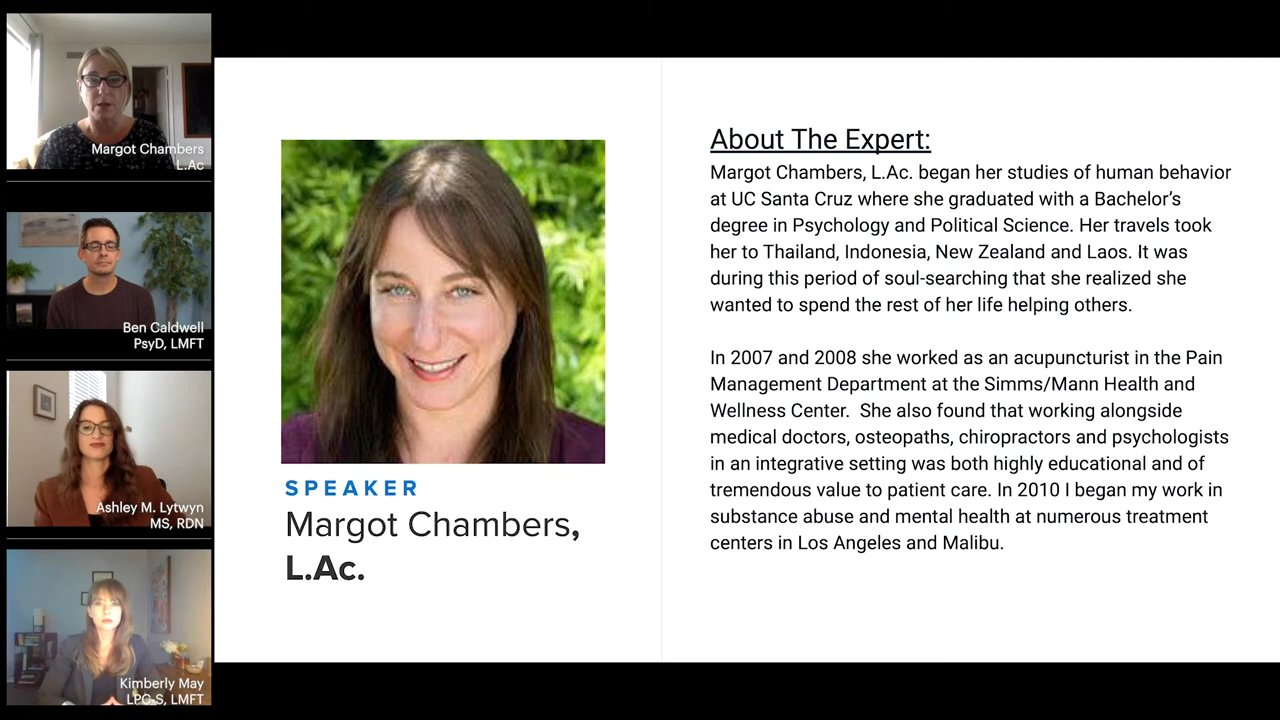 Margot Chambers
L.Ac
Ben Caldwell
PsyD, LMFT
Ashley M. Lytwyn
MS, RDN
Kimberly May
LPC-S, LMFT
SPEAKER
Margot Chambers,
L.Ac.
About The Expert:
Margot Chambers, L.Ac. began her studies of human behavior
at UC Santa Cruz where she graduated with a Bachelor’s
degree in Psychology and Political Science. Her travels took
her to Thailand, Indonesia, New Zealand and Laos. It was
during this period of soul-searching that she realized she
wanted to spend the rest of her life helping others.
In 2007 and 2008 she worked as an acupuncturist in the Pain
Management Department at the Simms/Mann Health and
Wellness Center.  She also found that working alongside
medical doctors, osteopaths, chiropractors and psychologists
in an integrative setting was both highly educational and of
tremendous value to patient care. In 2010 I began my work in
substance abuse and mental health at numerous treatment
centers in Los Angeles and Malibu.